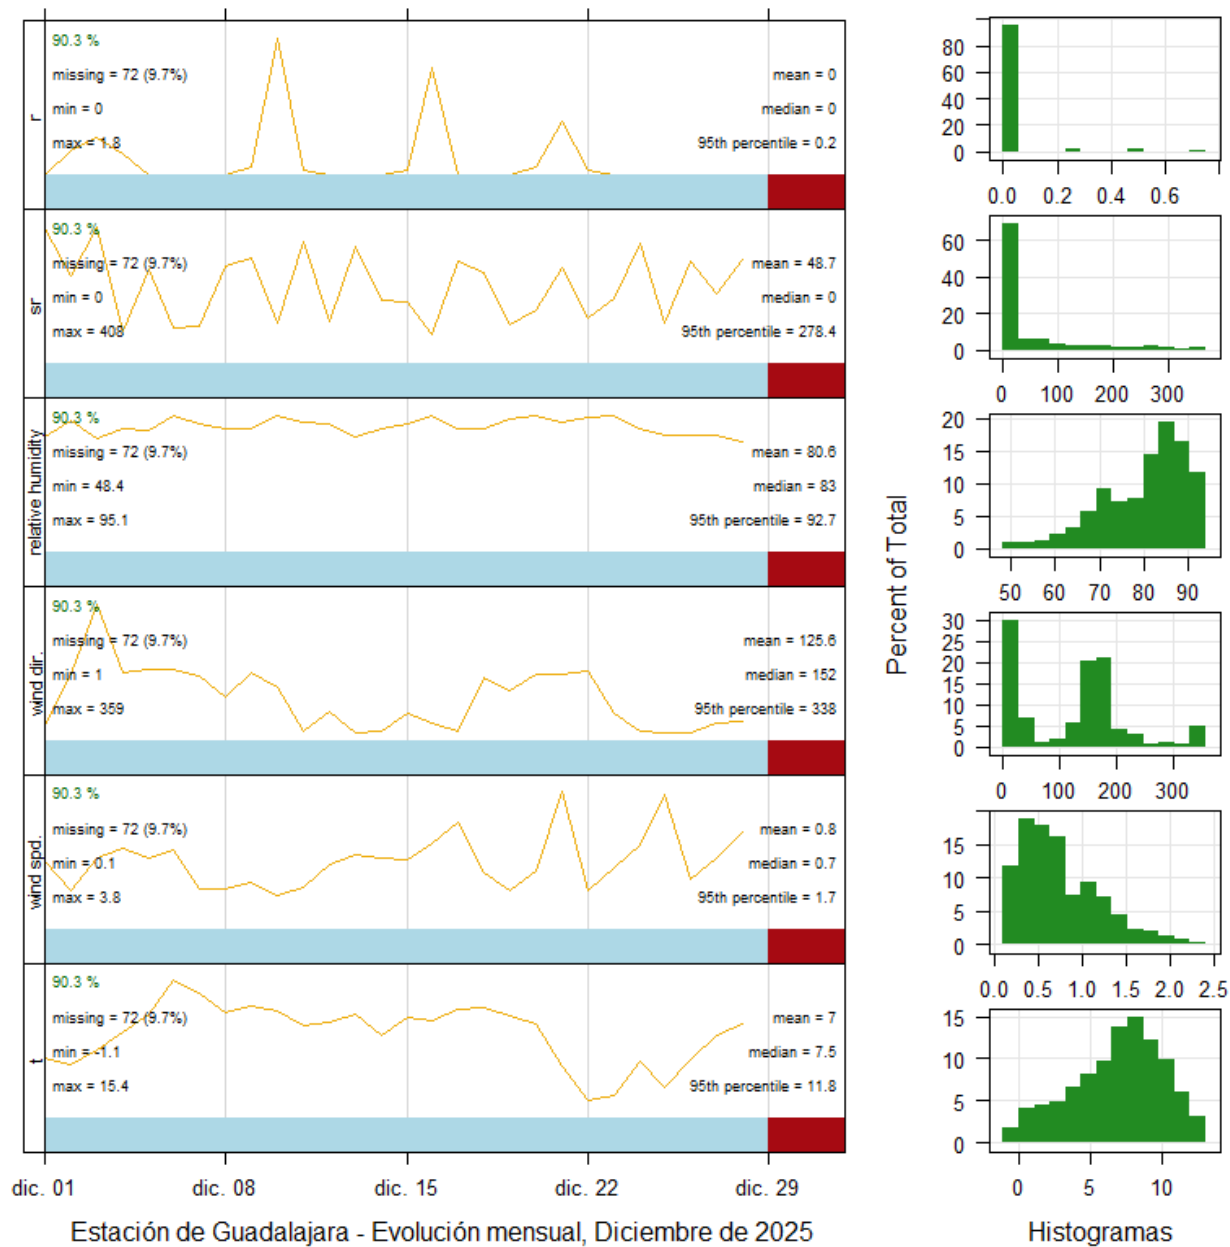 r
90.3 %
missing = 72 (9.7%)
min = 0
max = 1.8
mean = 0
median = 0
95th percentile = 0.2
sr
90.3 %
missing = 72 (9.7%)
min = 0
max = 408
mean = 48.7
median = 0
95th percentile = 278.4
relative humidity
90.3 %
missing = 72 (9.7%)
min = 48.4
max = 95.1
mean = 80.6
median = 83
95th percentile = 92.7
wind dir.
90.3 %
missing = 72 (9.7%)
min = 1
max = 359
mean = 125.6
median = 152
95th percentile = 338
wind spd.
90.3 %
missing = 72 (9.7%)
min = 0.1
max = 3.8
mean = 0.8
median = 0.7
95th percentile = 1.7
t
90.3 %
missing = 72 (9.7%)
min = -1.1
max = 15.4
mean = 7
median = 7.5
95th percentile = 11.8
dic. 01 dic. 08 dic. 15 dic. 22 dic. 29
Estación de Guadalajara - Evolución mensual, Diciembre de 2025
Percent of Total
80
60
40
20
0
0.0 0.2 0.4 0.6
60
40
20
0
0 100 200 300
20
15
10
5
0
50 60 70 80 90
30
25
20
15
10
5
0
0 100 200 300
15
10
5
0
0.0 0.5 1.0 1.5 2.0 2.5
15
10
5
0
0 5 10
Histogramas